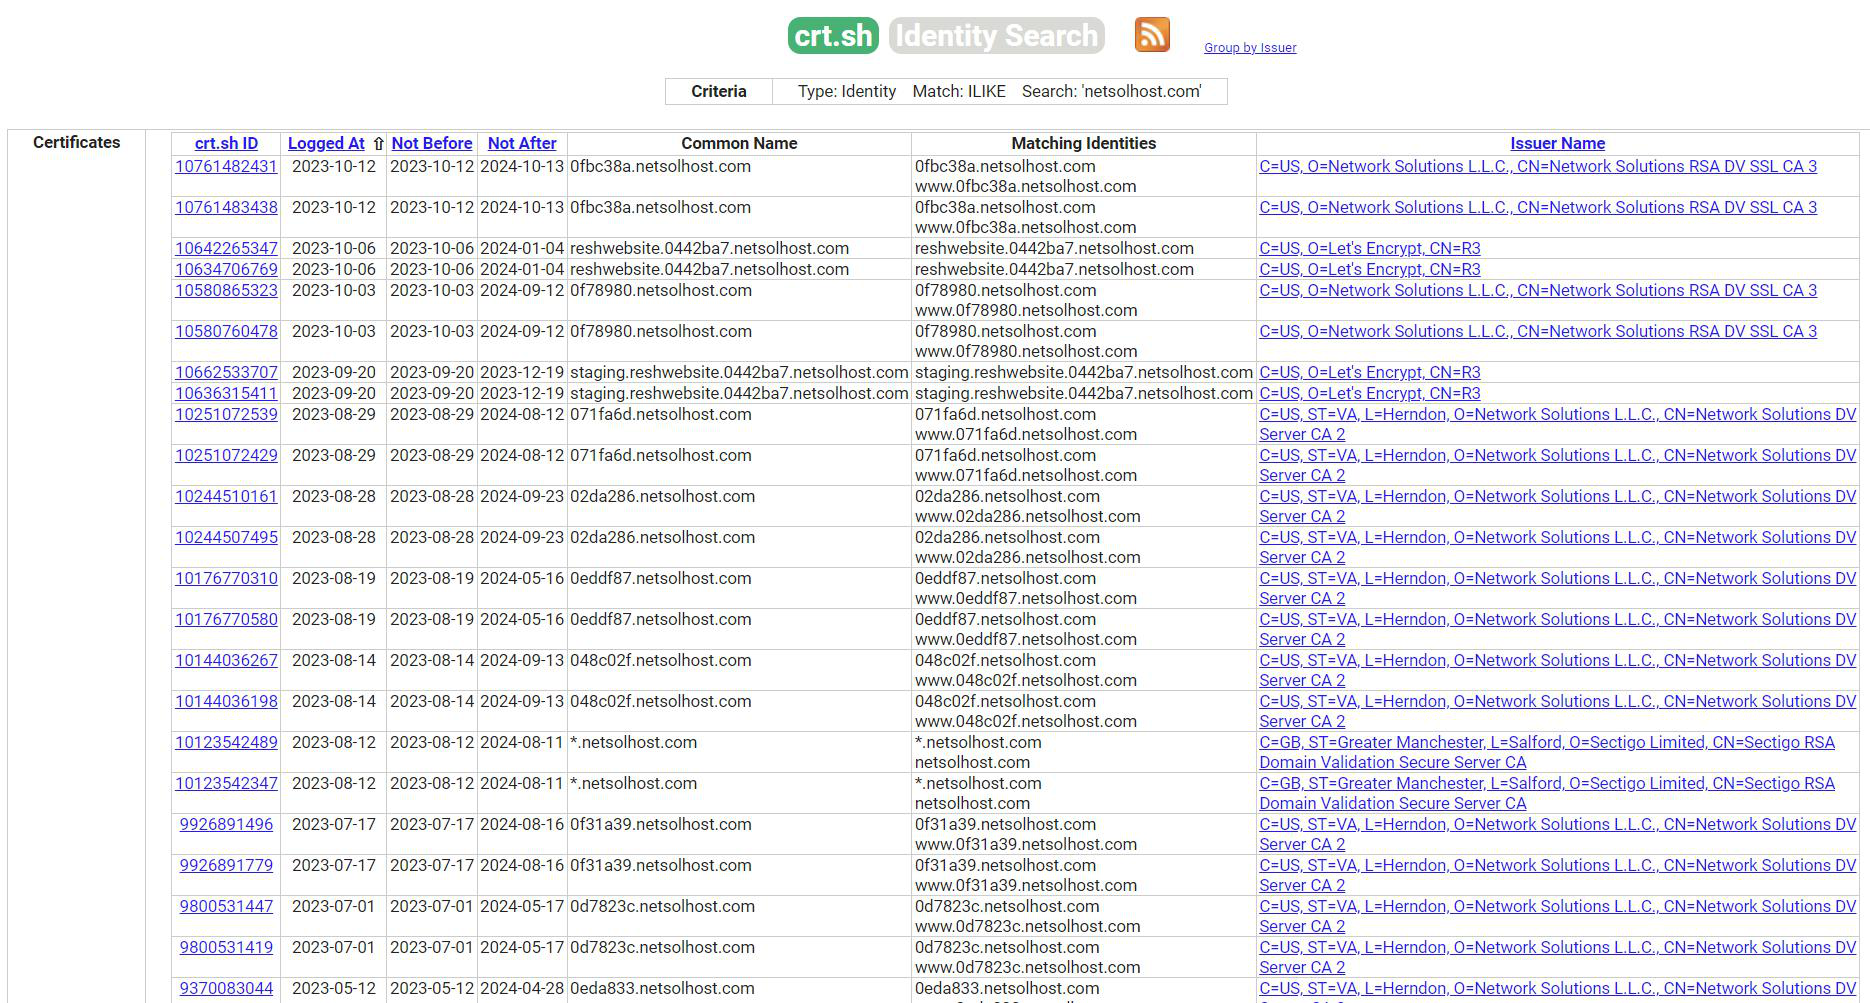 crt.sh Identity Search Group by Issuer
Criteria Type: Identity Match: ILIKE Search: 'netsolhost.com'
Certificates crt.sh ID Logged At ⇧ Not Before Not After Common Name Matching Identities Issuer Name
10761482431 2023-10-12 2023-10-12 2024-10-13 0fbc38a.netsolhost.com 0fbc38a.netsolhost.com C=US, O=Network Solutions L.L.C., CN=Network Solutions RSA DV SSL CA 3
www.0fbc38a.netsolhost.com
10761483438 2023-10-12 2023-10-12 2024-10-13 0fbc38a.netsolhost.com 0fbc38a.netsolhost.com C=US, O=Network Solutions L.L.C., CN=Network Solutions RSA DV SSL CA 3
www.0fbc38a.netsolhost.com
10642265347 2023-10-06 2023-10-06 2024-01-04 reshwebsite.0442ba7.netsolhost.com reshwebsite.0442ba7.netsolhost.com C=US, O=Let's Encrypt, CN=R3
10634706769 2023-10-06 2023-10-06 2024-01-04 reshwebsite.0442ba7.netsolhost.com reshwebsite.0442ba7.netsolhost.com C=US, O=Let's Encrypt, CN=R3
10580865323 2023-10-03 2023-10-03 2024-09-12 0f78980.netsolhost.com 0f78980.netsolhost.com C=US, O=Network Solutions L.L.C., CN=Network Solutions RSA DV SSL CA 3
www.0f78980.netsolhost.com
10580760478 2023-10-03 2023-10-03 2024-09-12 0f78980.netsolhost.com 0f78980.netsolhost.com C=US, O=Network Solutions L.L.C., CN=Network Solutions RSA DV SSL CA 3
www.0f78980.netsolhost.com
10662533707 2023-09-20 2023-09-20 2023-12-19 staging.reshwebsite.0442ba7.netsolhost.com staging.reshwebsite.0442ba7.netsolhost.com C=US, O=Let's Encrypt, CN=R3
10636315411 2023-09-20 2023-09-20 2023-12-19 staging.reshwebsite.0442ba7.netsolhost.com staging.reshwebsite.0442ba7.netsolhost.com C=US, O=Let's Encrypt, CN=R3
10251072539 2023-08-29 2023-08-29 2024-08-12 071fa6d.netsolhost.com 071fa6d.netsolhost.com C=US, ST=VA, L=Herndon, O=Network Solutions L.L.C., CN=Network Solutions DV
www.071fa6d.netsolhost.com Server CA 2
10251072429 2023-08-29 2023-08-29 2024-08-12 071fa6d.netsolhost.com 071fa6d.netsolhost.com C=US, ST=VA, L=Herndon, O=Network Solutions L.L.C., CN=Network Solutions DV
www.071fa6d.netsolhost.com Server CA 2
10244510161 2023-08-28 2023-08-28 2024-09-23 02da286.netsolhost.com 02da286.netsolhost.com C=US, ST=VA, L=Herndon, O=Network Solutions L.L.C., CN=Network Solutions DV
www.02da286.netsolhost.com Server CA 2
10244507495 2023-08-28 2023-08-28 2024-09-23 02da286.netsolhost.com 02da286.netsolhost.com C=US, ST=VA, L=Herndon, O=Network Solutions L.L.C., CN=Network Solutions DV
www.02da286.netsolhost.com Server CA 2
10176770310 2023-08-19 2023-08-19 2024-05-16 0eddf87.netsolhost.com 0eddf87.netsolhost.com C=US, ST=VA, L=Herndon, O=Network Solutions L.L.C., CN=Network Solutions DV
www.0eddf87.netsolhost.com Server CA 2
10176770580 2023-08-19 2023-08-19 2024-05-16 0eddf87.netsolhost.com 0eddf87.netsolhost.com C=US, ST=VA, L=Herndon, O=Network Solutions L.L.C., CN=Network Solutions DV
www.0eddf87.netsolhost.com Server CA 2
10144036267 2023-08-14 2023-08-14 2024-09-13 048c02f.netsolhost.com 048c02f.netsolhost.com C=US, ST=VA, L=Herndon, O=Network Solutions L.L.C., CN=Network Solutions DV
www.048c02f.netsolhost.com Server CA 2
10144036198 2023-08-14 2023-08-14 2024-09-13 048c02f.netsolhost.com 048c02f.netsolhost.com C=US, ST=VA, L=Herndon, O=Network Solutions L.L.C., CN=Network Solutions DV
www.048c02f.netsolhost.com Server CA 2
10123542489 2023-08-12 2023-08-12 2024-08-11 *.netsolhost.com *.netsolhost.com C=GB, ST=Greater Manchester, L=Salford, O=Sectigo Limited, CN=Sectigo RSA
netsolhost.com Domain Validation Secure Server CA
10123542347 2023-08-12 2023-08-12 2024-08-11 *.netsolhost.com *.netsolhost.com C=GB, ST=Greater Manchester, L=Salford, O=Sectigo Limited, CN=Sectigo RSA
netsolhost.com Domain Validation Secure Server CA
9926891496 2023-07-17 2023-07-17 2024-08-16 0f31a39.netsolhost.com 0f31a39.netsolhost.com C=US, ST=VA, L=Herndon, O=Network Solutions L.L.C., CN=Network Solutions DV
www.0f31a39.netsolhost.com Server CA 2
9926891779 2023-07-17 2023-07-17 2024-08-16 0f31a39.netsolhost.com 0f31a39.netsolhost.com C=US, ST=VA, L=Herndon, O=Network Solutions L.L.C., CN=Network Solutions DV
www.0f31a39.netsolhost.com Server CA 2
9800531447 2023-07-01 2023-07-01 2024-05-17 0d7823c.netsolhost.com 0d7823c.netsolhost.com C=US, ST=VA, L=Herndon, O=Network Solutions L.L.C., CN=Network Solutions DV
www.0d7823c.netsolhost.com Server CA 2
9800531419 2023-07-01 2023-07-01 2024-05-17 0d7823c.netsolhost.com 0d7823c.netsolhost.com C=US, ST=VA, L=Herndon, O=Network Solutions L.L.C., CN=Network Solutions DV
www.0d7823c.netsolhost.com Server CA 2
9370083044 2023-05-12 2023-05-12 2024-04-28 0eda833.netsolhost.com 0eda833.netsolhost.com C=US, ST=VA, L=Herndon, O=Network Solutions L.L.C., CN=Network Solutions DV